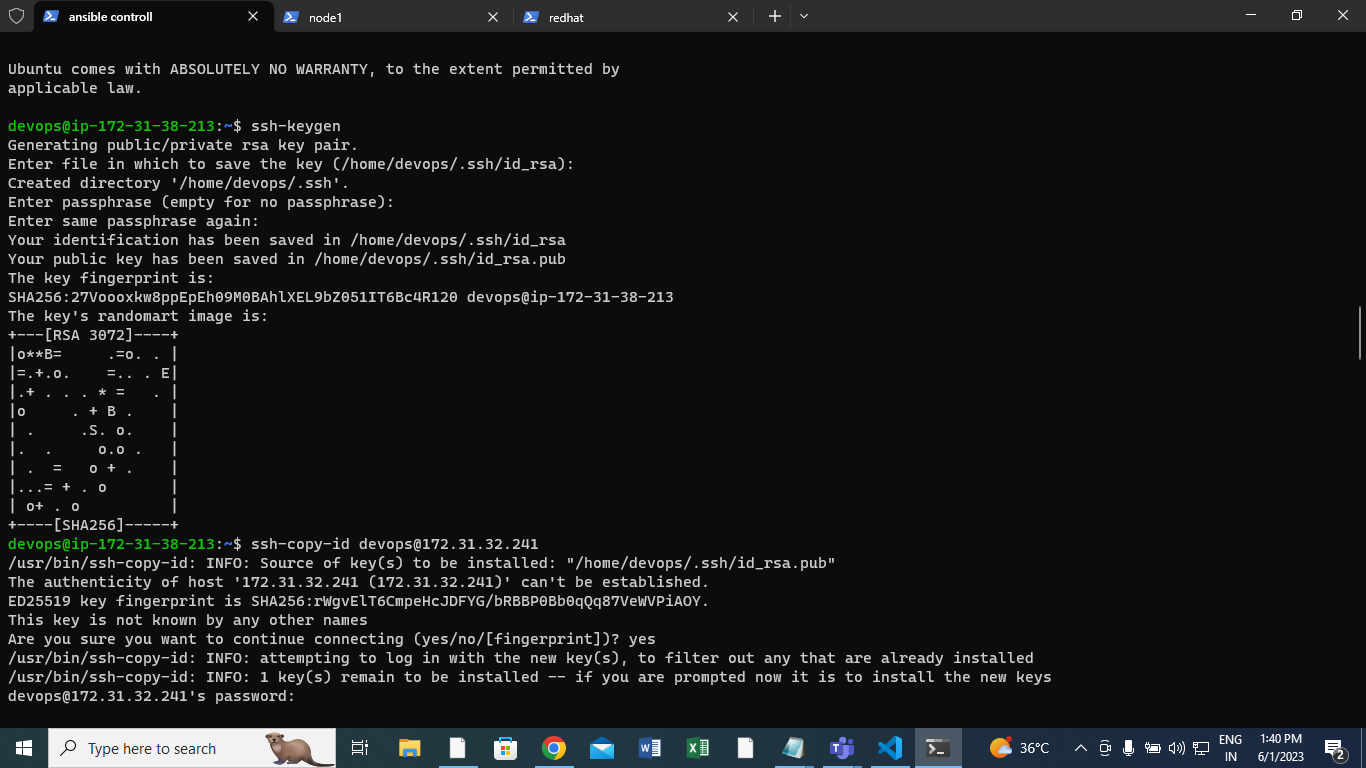 ansible controll
node1
redhat
Ubuntu comes with ABSOLUTELY NO WARRANTY, to the extent permitted by
applicable law.
devops@ip-172-31-38-213:~$ ssh-keygen
Generating public/private rsa key pair.
Enter file in which to save the key (/home/devops/.ssh/id_rsa):
Created directory '/home/devops/.ssh'.
Enter passphrase (empty for no passphrase):
Enter same passphrase again:
Your identification has been saved in /home/devops/.ssh/id_rsa
Your public key has been saved in /home/devops/.ssh/id_rsa.pub
The key fingerprint is:
SHA256:27Voooxkw8ppEpEh09M0BAhlXEL9bZ051IT6Bc4R120 devops@ip-172-31-38-213
The key's randomart image is:
+---[RSA 3072]----+
|o**B=     .=o. . |
|=.+.o.    =.. . E|
|.+ . . . * =   . |
|o     . + B .    |
| .     .S. o.    |
|.  .     o.o .   |
| .  =   o + .    |
|...= + . o       |
| o+ . o          |
+----[SHA256]-----+
devops@ip-172-31-38-213:~$ ssh-copy-id devops@172.31.32.241
/usr/bin/ssh-copy-id: INFO: Source of key(s) to be installed: "/home/devops/.ssh/id_rsa.pub"
The authenticity of host '172.31.32.241 (172.31.32.241)' can't be established.
ED25519 key fingerprint is SHA256:rWgvElT6CmpeHcJDFYG/bRBBP0Bb0qQq87VeWVPiAOY.
This key is not known by any other names
Are you sure you want to continue connecting (yes/no/[fingerprint])? yes
/usr/bin/ssh-copy-id: INFO: attempting to log in with the new key(s), to filter out any that are already installed
/usr/bin/ssh-copy-id: INFO: 1 key(s) remain to be installed -- if you are prompted now it is to install the new keys
devops@172.31.32.241's password:
Type here to search
36°C
ENG
IN
1:40 PM
6/1/2023
2